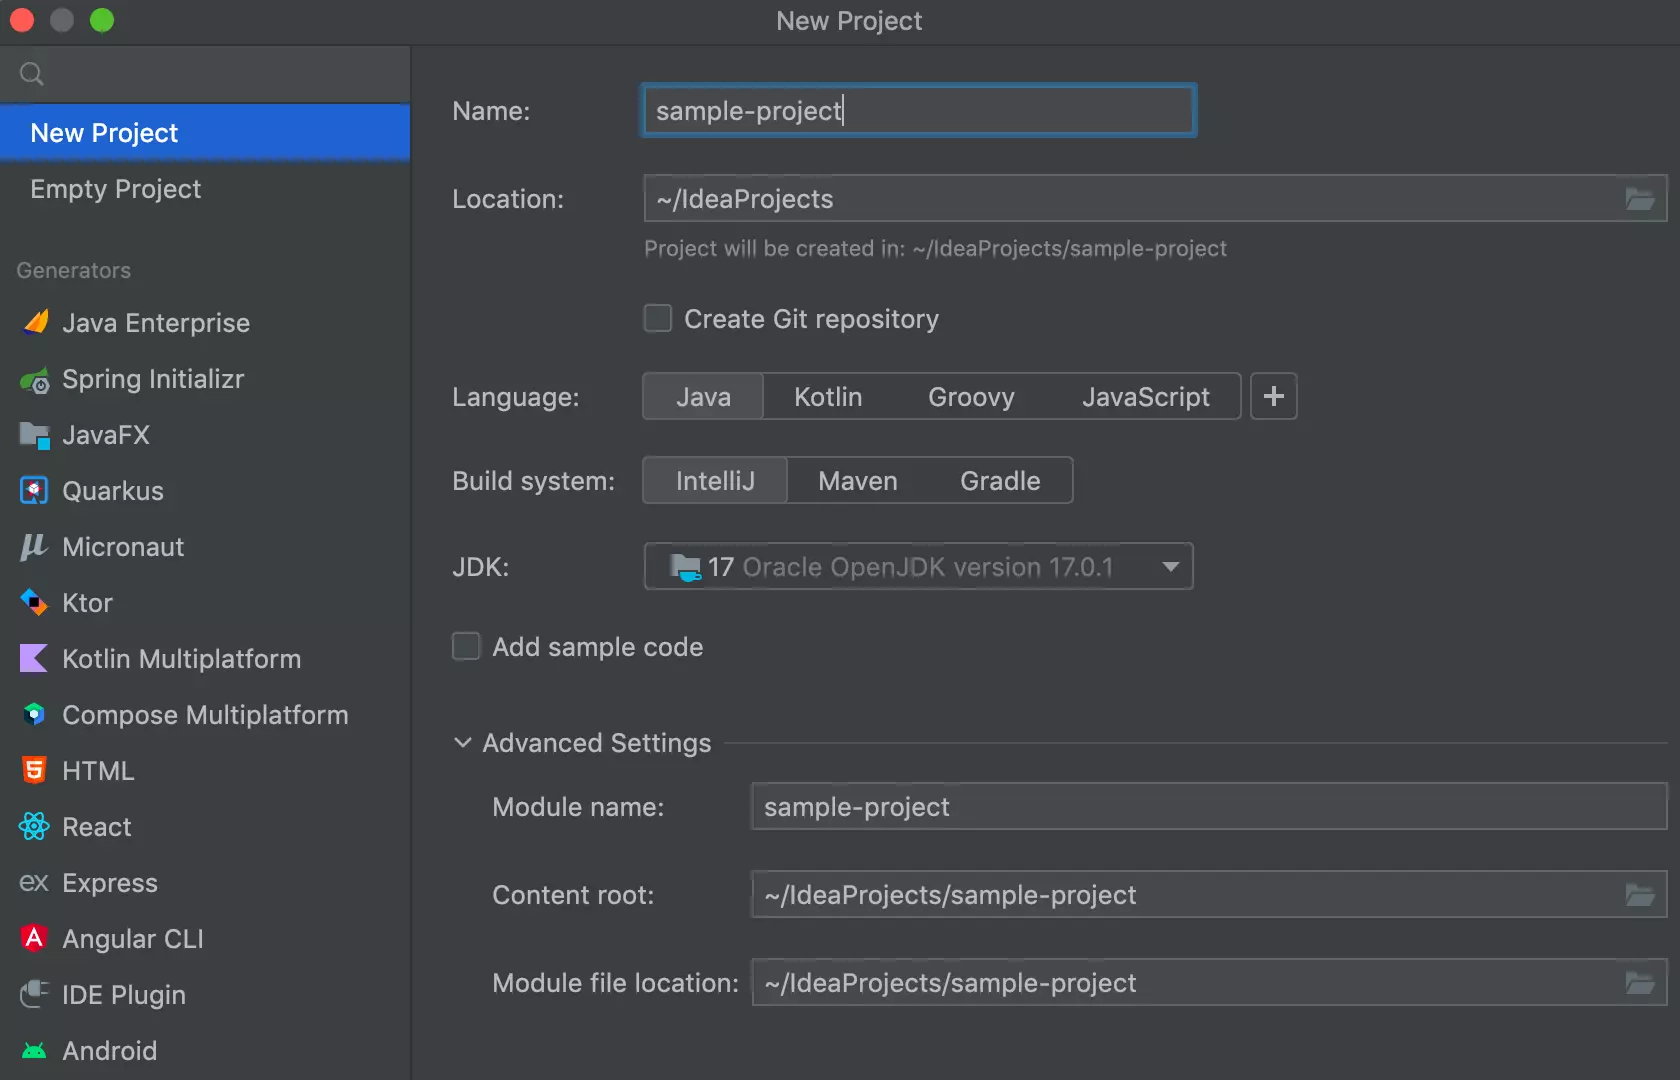 New Project
New Project
Empty Project
Generators
Java Enterprise
Spring Initializr
JavaFX
Quarkus
Micronaut
Ktor
Kotlin Multiplatform
Compose Multiplatform
HTML
React
Express
Angular CLI
IDE Plugin
Android
Name: sample-project
Location: ~/IdeaProjects
Project will be created in: ~/IdeaProjects/sample-project
Create Git repository
Language: Java Kotlin Groovy JavaScript +
Build system: IntelliJ Maven Gradle
JDK: 17 Oracle OpenJDK version 17.0.1
Add sample code
Advanced Settings
Module name: sample-project
Content root: ~/IdeaProjects/sample-project
Module file location: ~/IdeaProjects/sample-project